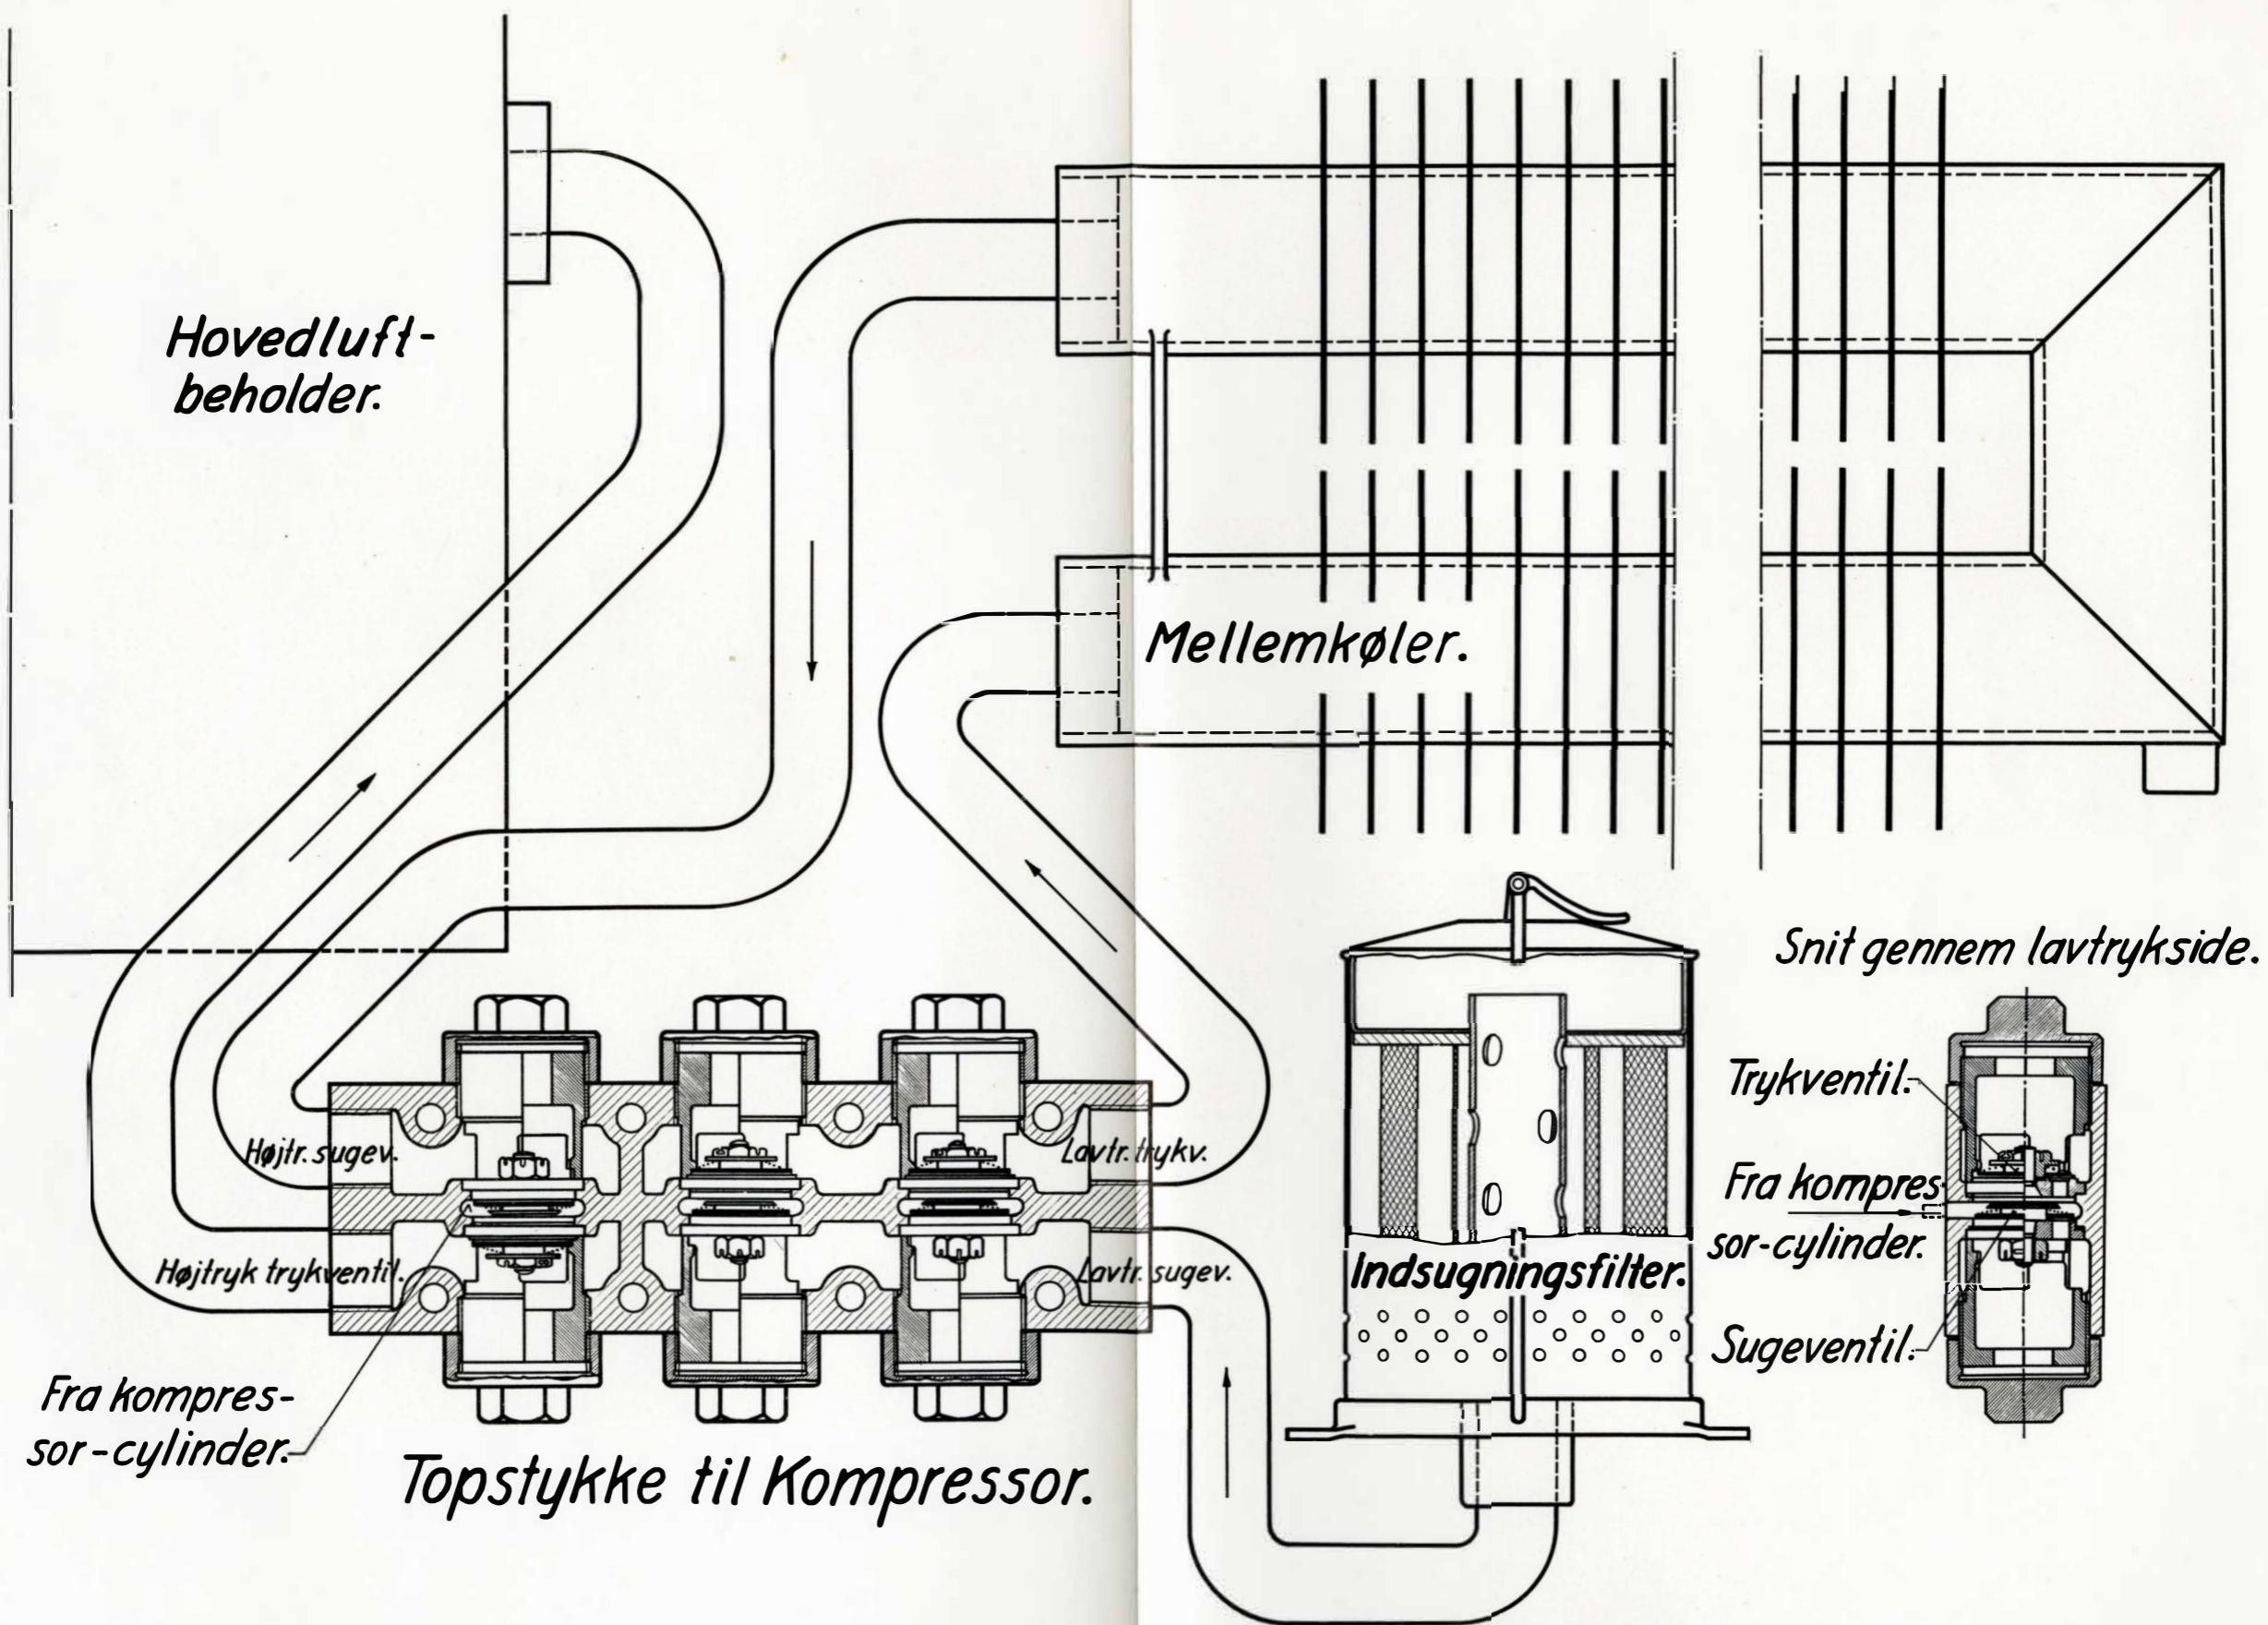 Hovedluft-
beholder.
Mellemkøler.
Snit gennem lavtrykside.
Trykventil.
Fra kompres-
sor-cylinder.
Sugeventil.
Højtr. sugev.
Lavtr. trykv.
Højtryk trykventil.
Lavtr. sugev.
Indsugningsfilter.
Fra kompres-
sor-cylinder.
Topstykke til Kompressor.